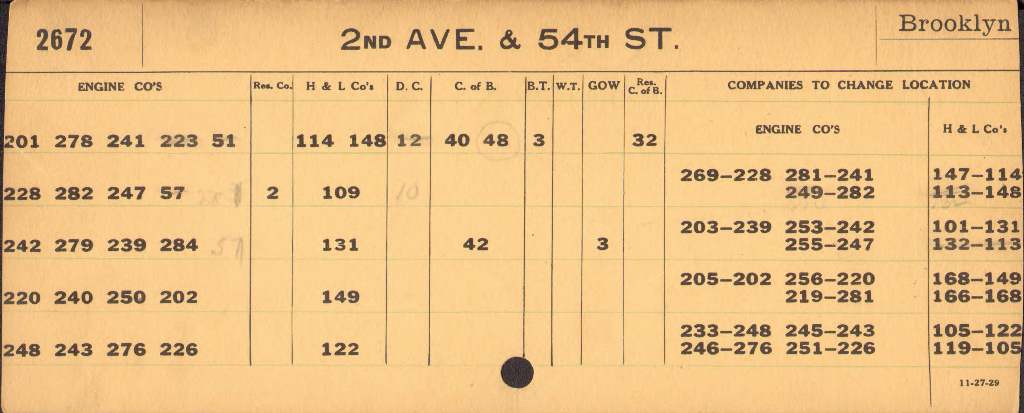 2672 2ND AVE. & 54TH ST. Brooklyn
ENGINE CO'S Res. Co. H & L Co's D. C. C. of B. B.T. W.T. GOW Res. C. of B. COMPANIES TO CHANGE LOCATION
ENGINE CO'S H & L Co's
201 278 241 223 51 114 148 12 40 48 3 32
269–228 281–241 147–114
228 282 247 57 2 109 10 249–282 113–148
203–239 253–242 101–131
242 279 239 284 57 131 42 3 255–247 132–113
205–202 256–220 168–149
220 240 250 202 149 219–281 166–168
233–248 245–243 105–122
248 243 276 226 122 246–276 251–226 119–105
11-27-29